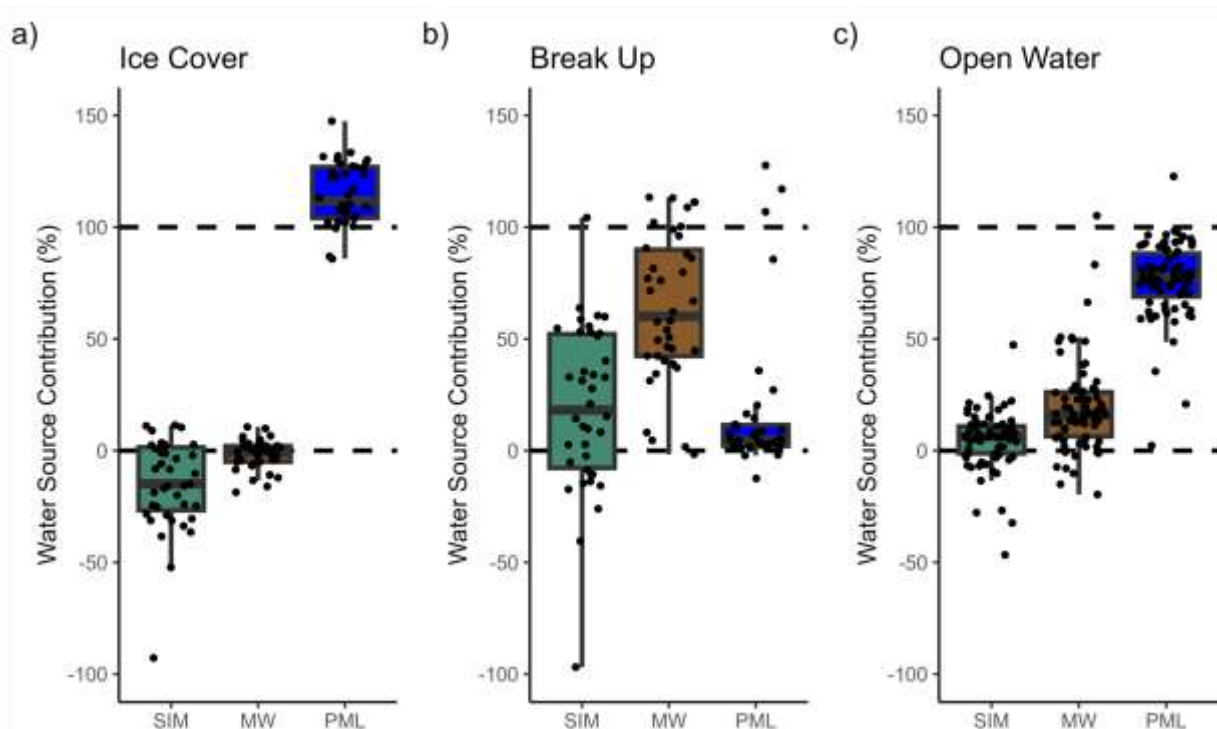 a)
Ice Cover
Water Source Contribution (%)
150
100
50
0
-50
-100
SIM MW PML
b)
Break Up
Water Source Contribution (%)
150
100
50
0
-50
-100
SIM MW PML
c)
Open Water
Water Source Contribution (%)
150
100
50
0
-50
-100
SIM MW PML